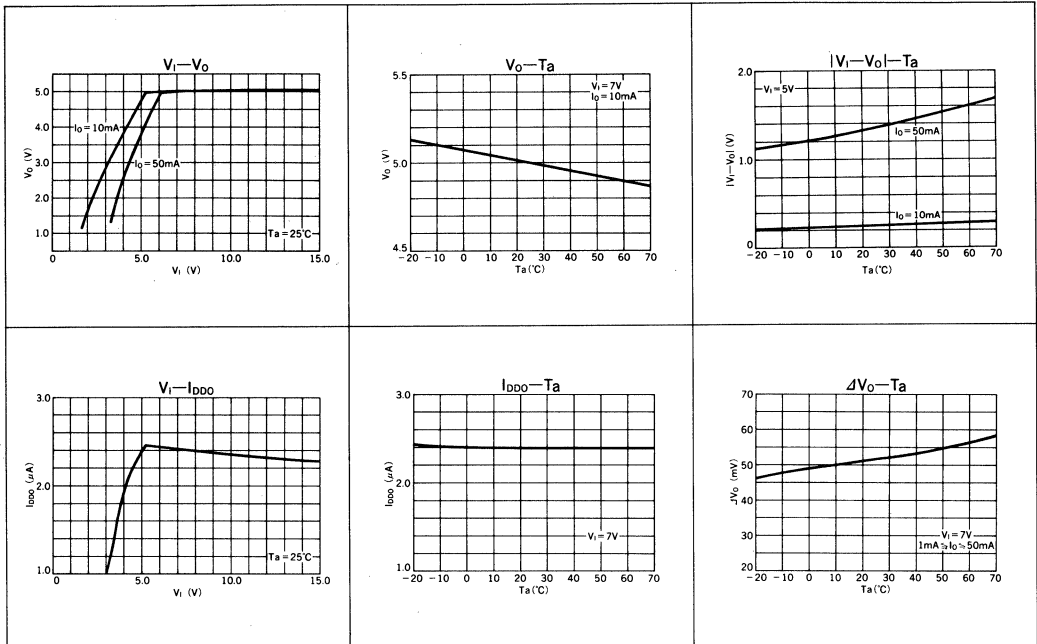 VI—VO
5.0
4.0
3.0
2.0
1.0
VO (V)
IO=10mA
IO=50mA
Ta=25℃
0
5.0
10.0
15.0
VI (V)
VO—Ta
5.5
5.0
4.5
VO (V)
VI=7V
IO=10mA
-20 -10 0 10 20 30 40 50 60 70
Ta(℃)
|VI—VO|—Ta
2.0
1.0
0
|VI—VO| (V)
VI=5V
IO=50mA
IO=10mA
-20 -10 0 10 20 30 40 50 60 70
Ta(℃)
VI—IDDO
3.0
2.0
1.0
IDDO (μA)
Ta=25℃
0
5.0
10.0
15.0
VI (V)
IDDO—Ta
3.0
2.0
1.0
IDDO (μA)
VI=7V
-20 -10 0 10 20 30 40 50 60 70
Ta(℃)
ΔVO—Ta
70
60
50
40
30
20
ΔVO (mV)
VI=7V
1mA≦IO≦50mA
-20 -10 0 10 20 30 40 50 60 70
Ta(℃)